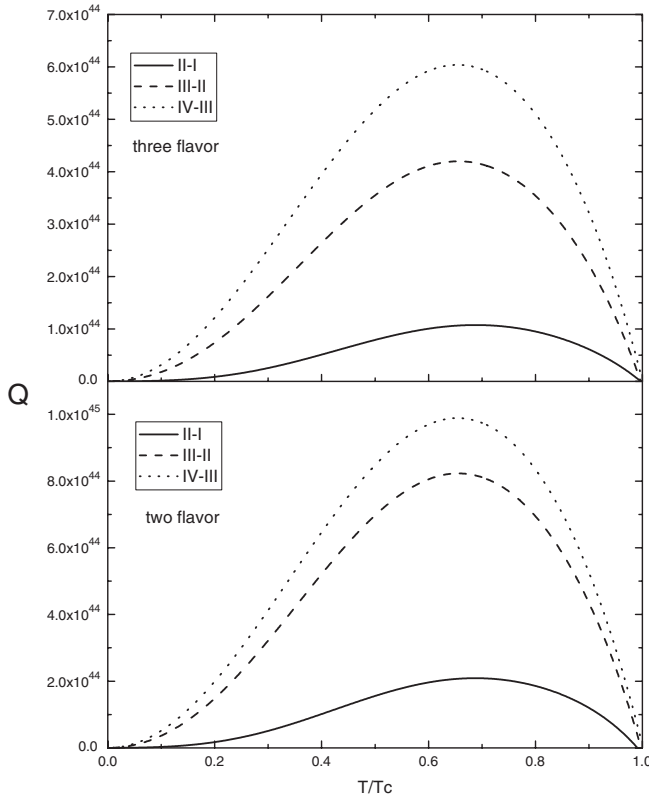 7.0x10^44
6.0x10^44
5.0x10^44
4.0x10^44
3.0x10^44
2.0x10^44
1.0x10^44
0.0
II-I
III-II
IV-III
three flavor
Q
1.0x10^45
8.0x10^44
6.0x10^44
4.0x10^44
2.0x10^44
0.0
II-I
III-II
IV-III
two flavor
0.0 0.2 0.4 0.6 0.8 1.0
T/Tc